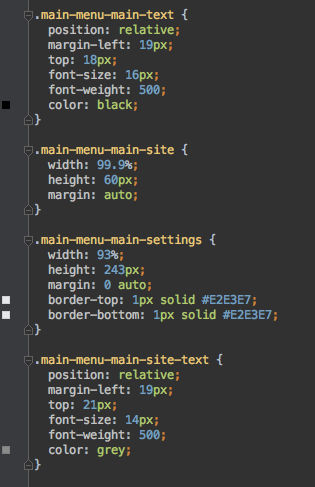 .main-menu-main-text {
position: relative;
margin-left: 19px;
top: 18px;
font-size: 16px;
font-weight: 500;
color: black;
}
.main-menu-main-site {
width: 99.9%;
height: 60px;
margin: auto;
}
.main-menu-main-settings {
width: 93%;
height: 243px;
margin: 0 auto;
border-top: 1px solid #E2E3E7;
border-bottom: 1px solid #E2E3E7;
}
.main-menu-main-site-text {
position: relative;
margin-left: 19px;
top: 21px;
font-size: 14px;
font-weight: 500;
color: grey;
}